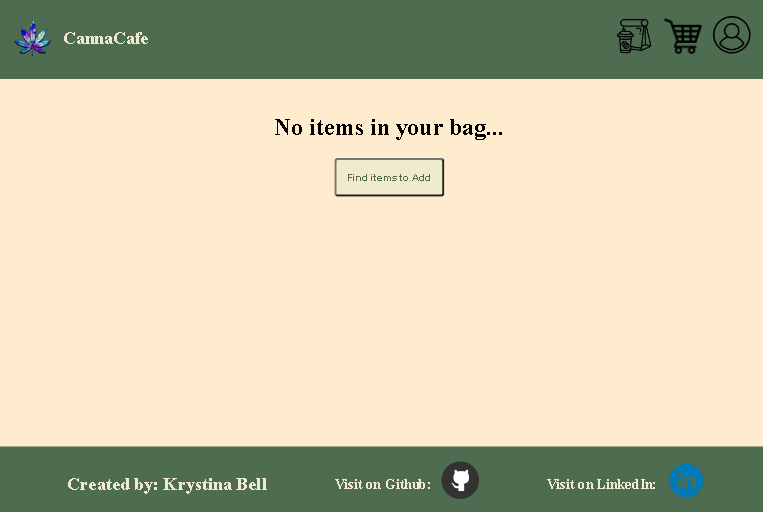 CannaCafe
No items in your bag...
Find items to Add
Created by: Krystina Bell
Visit on Github:
Visit on LinkedIn:
in